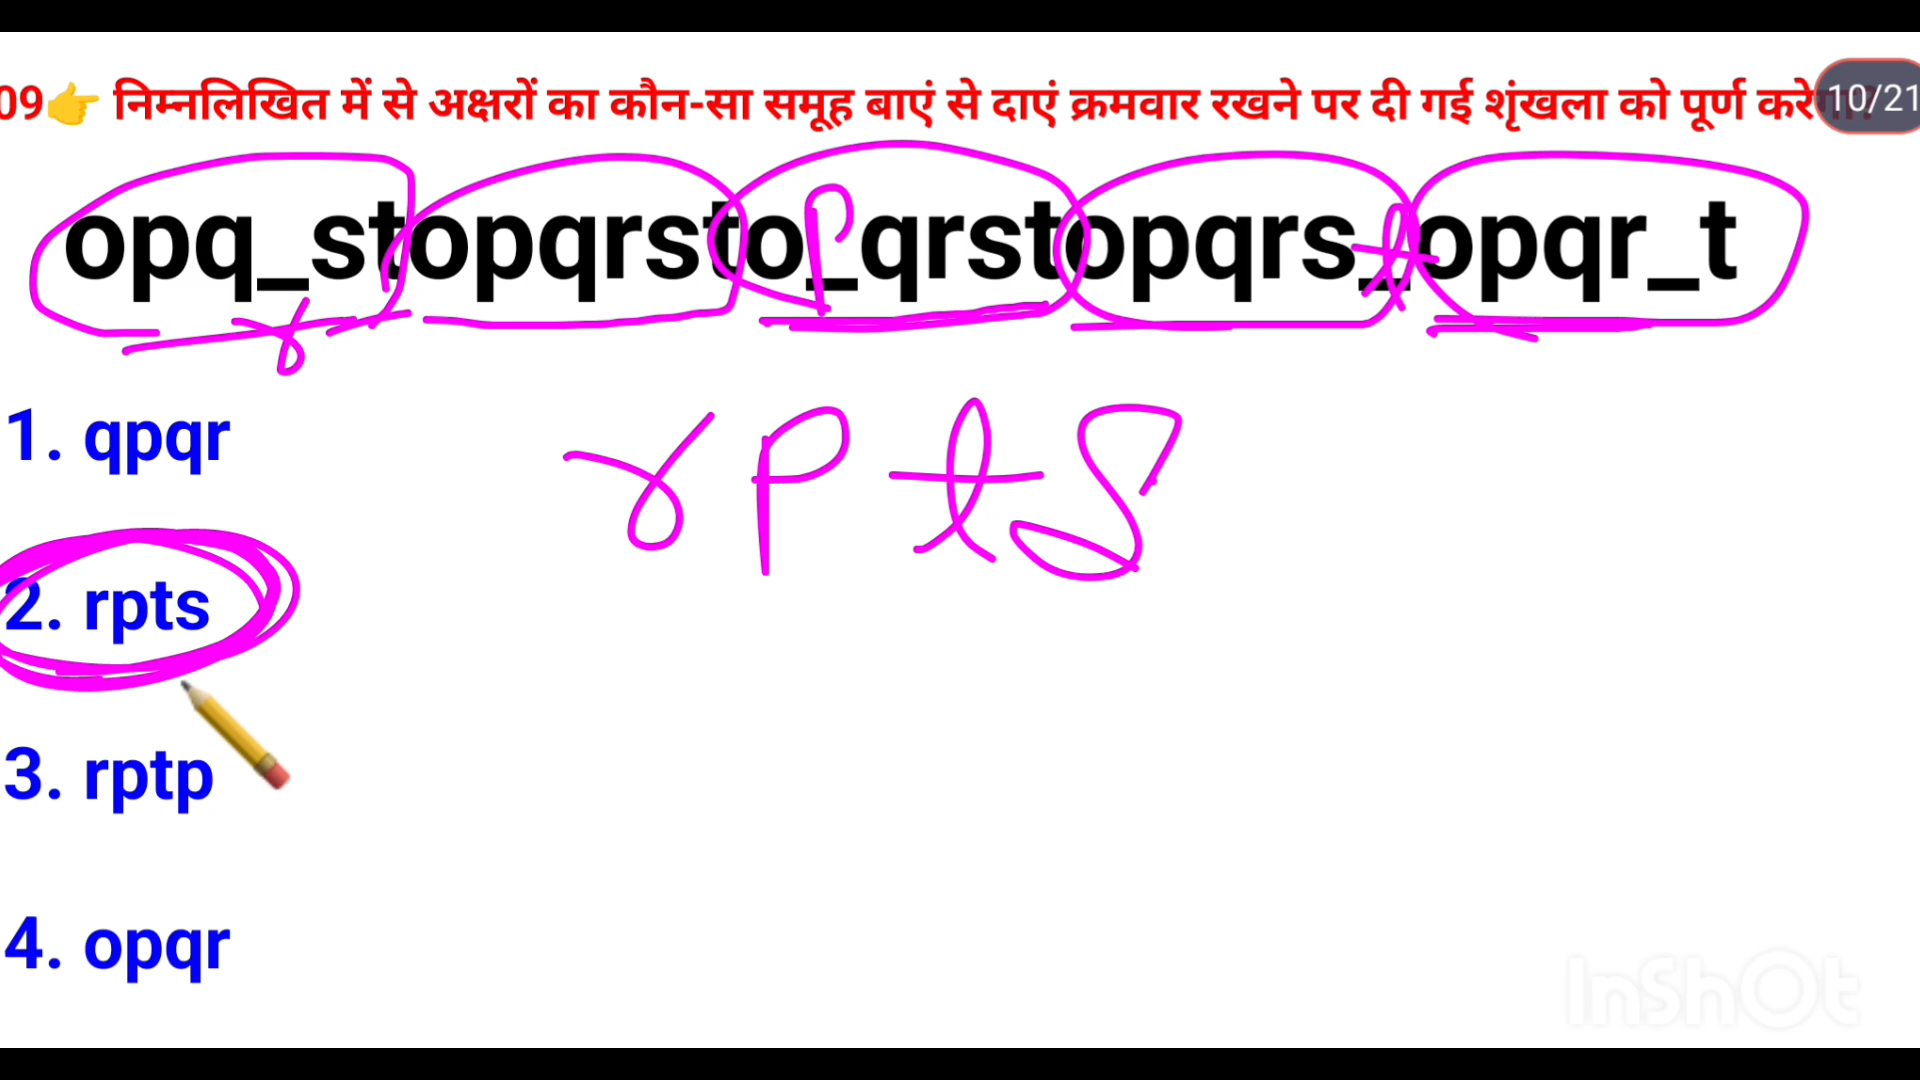 09👉 निम्नलिखित में से अक्षरों का कौन-सा समूह बाएं से दाएं क्रमवार रखने पर दी गई शृंखला को पूर्ण करेगा?
10/21
opq_stopqrsto_qrstopqrs_opqr_t
p t
r
1. qpqr
r p t s
2. rpts
3. rptp
4. opqr
InShOt